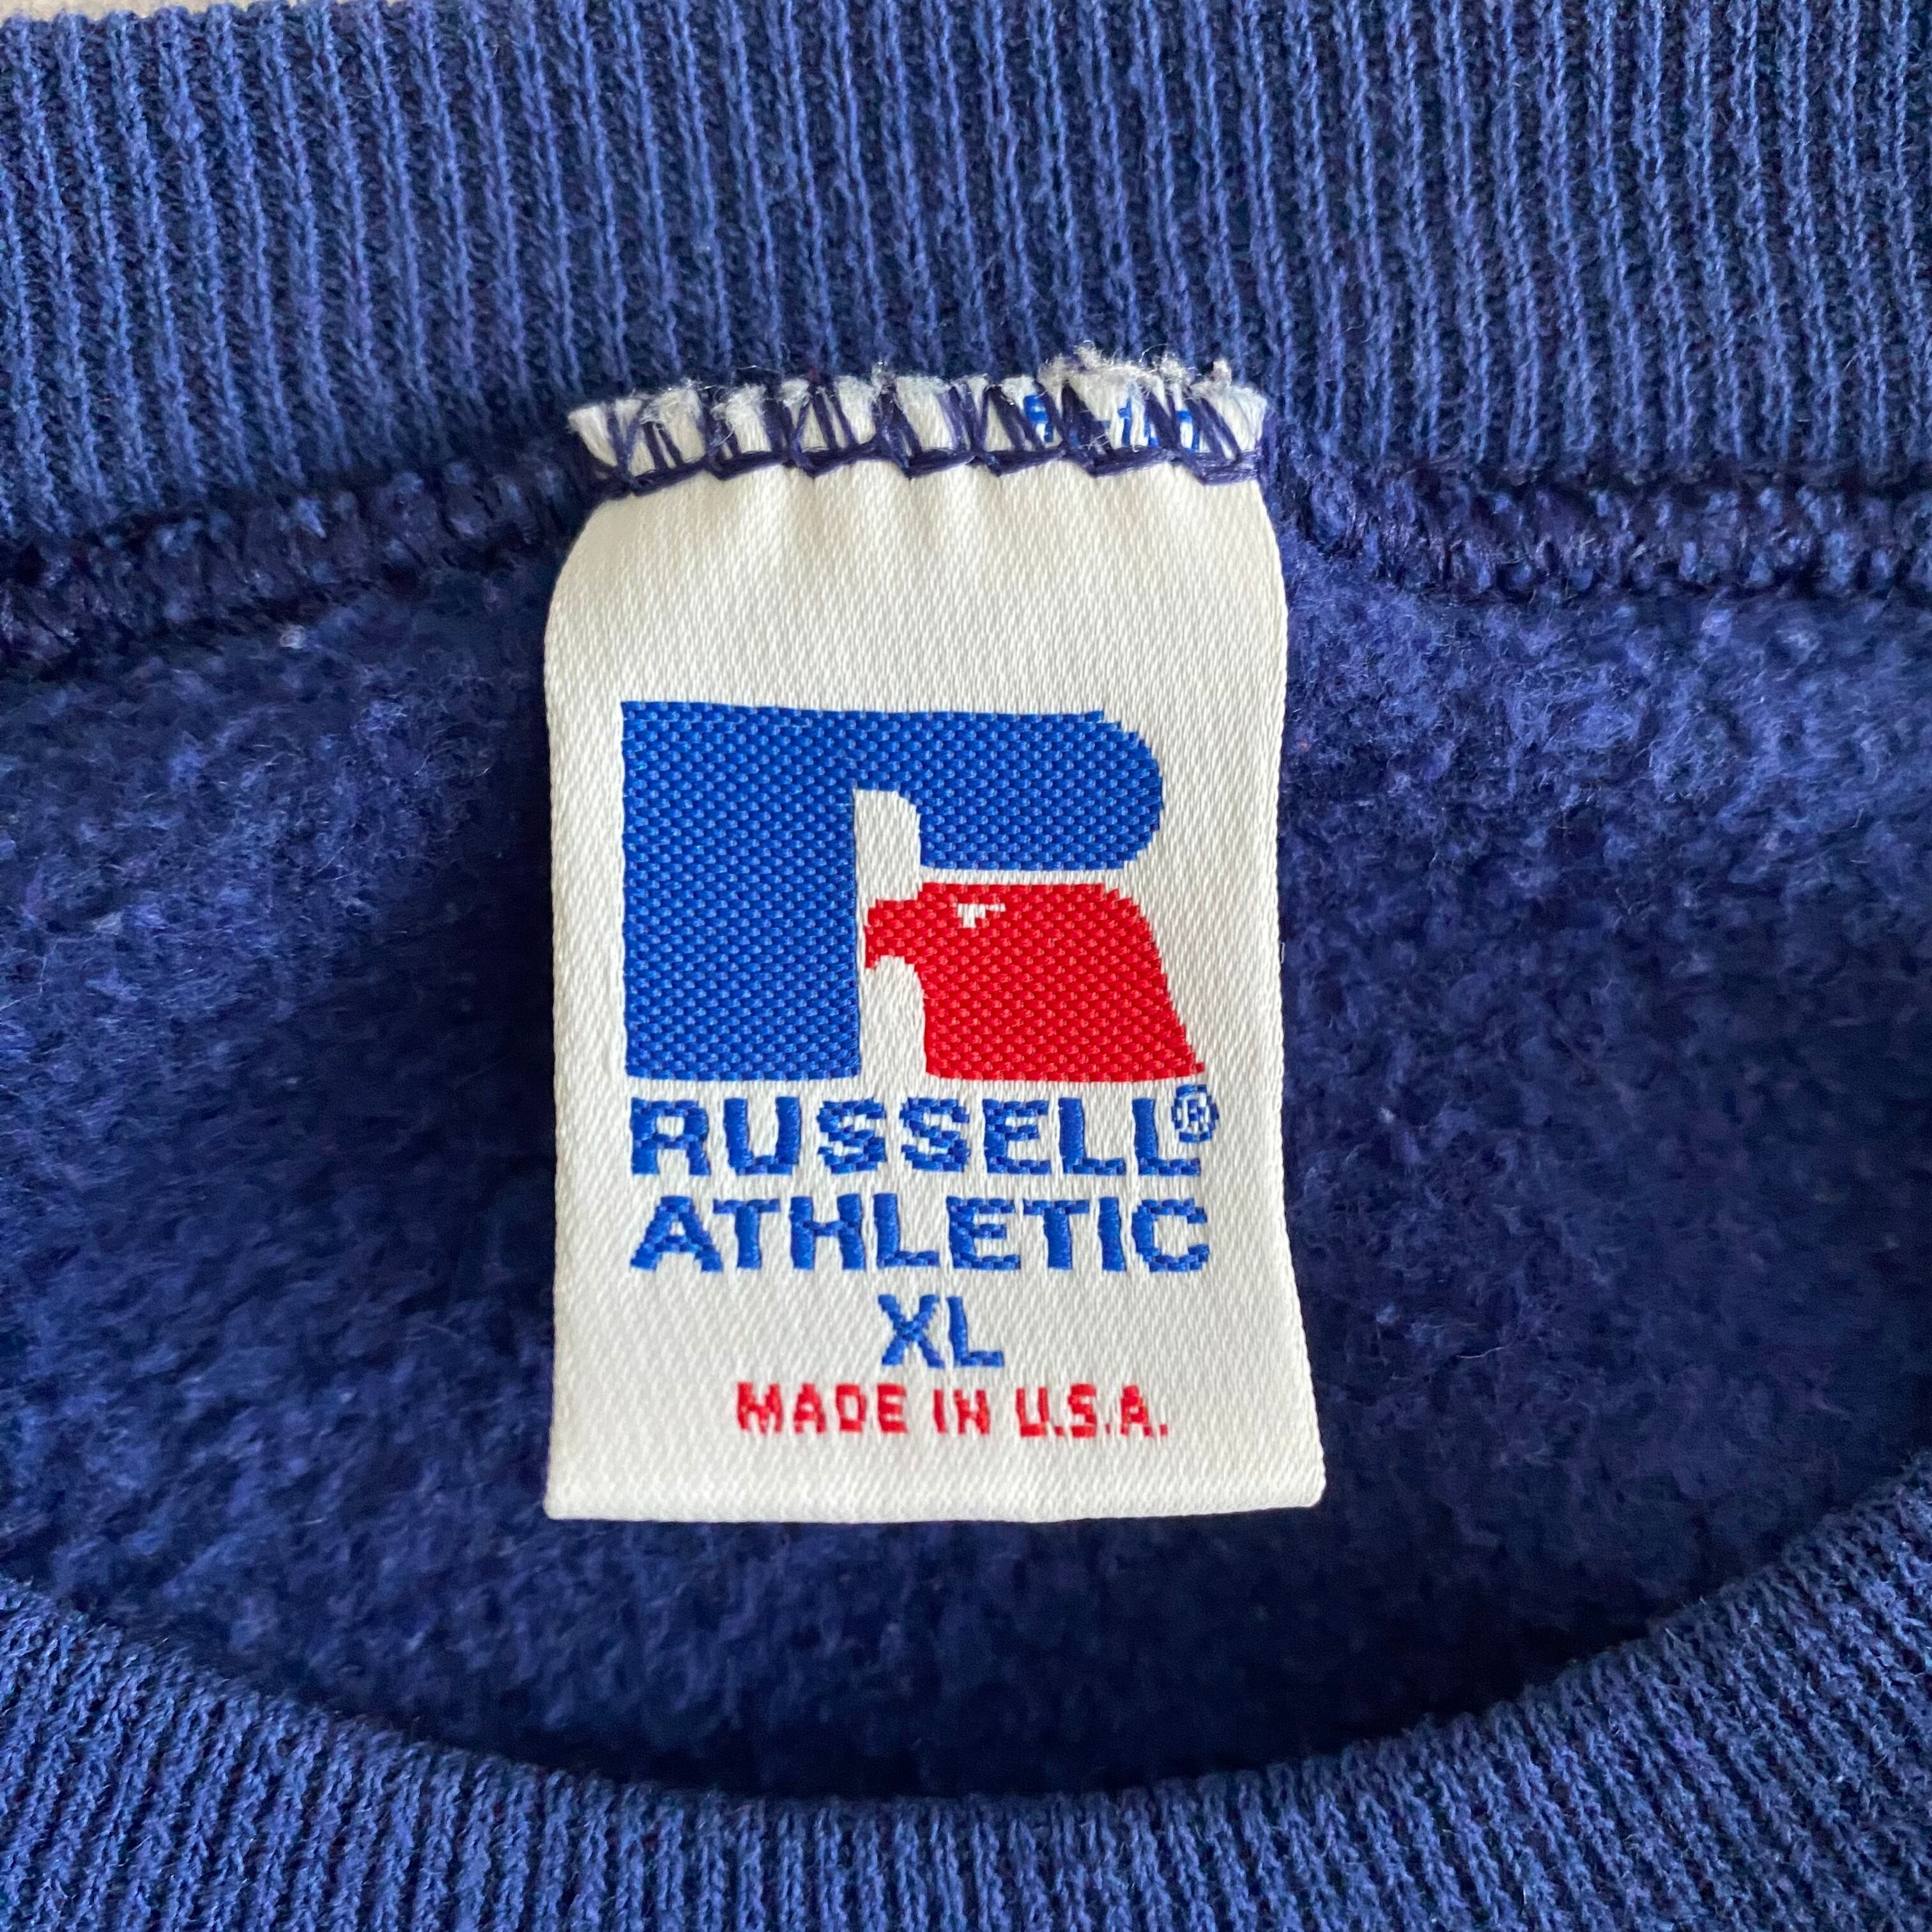 RUSSELL®
ATHLETIC
XL
MADE IN U.S.A.